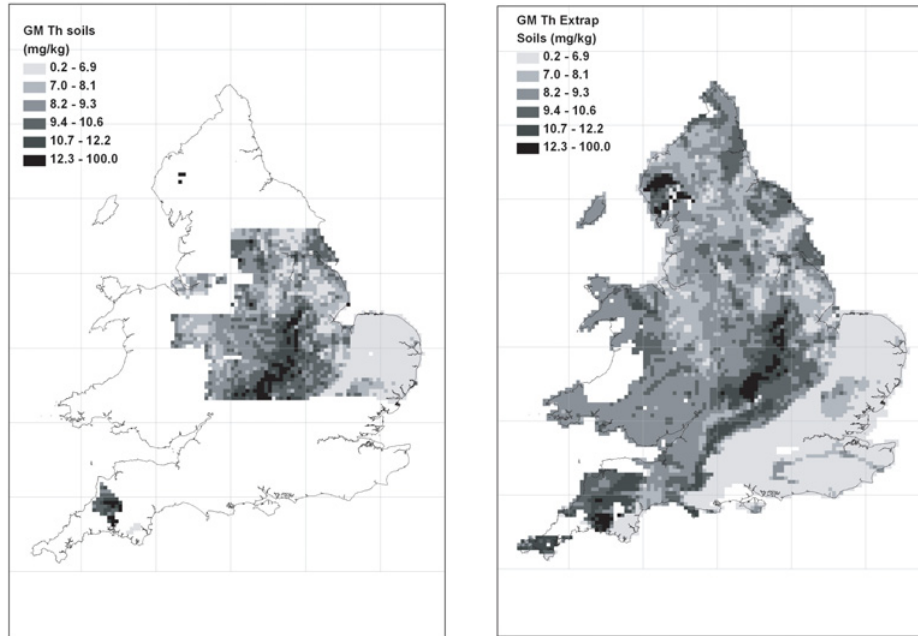 GM Th soils
(mg/kg)
0.2 - 6.9
7.0 - 8.1
8.2 - 9.3
9.4 - 10.6
10.7 - 12.2
12.3 - 100.0
GM Th Extrap
Soils (mg/kg)
0.2 - 6.9
7.0 - 8.1
8.2 - 9.3
9.4 - 10.6
10.7 - 12.2
12.3 - 100.0